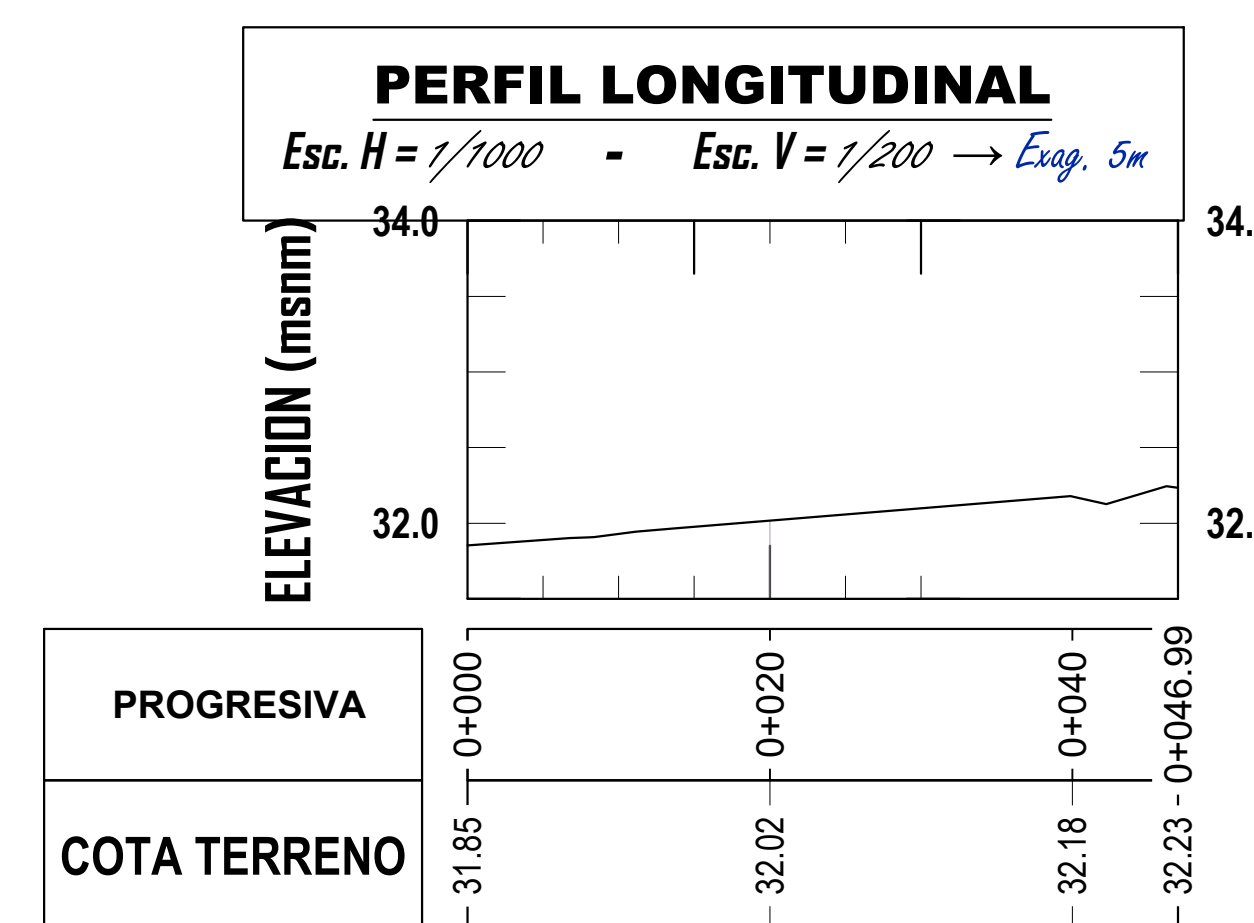 PERFIL LONGITUDINAL
Esc. H = 1/1000 - Esc. V = 1/200 → Exag. 5m
ELEVACION (msnm)
34.0
34.
32.0
32.
PROGRESIVA
0+000
0+020
0+040
0+046.99
COTA TERRENO
31.85
32.02
32.18
32.23